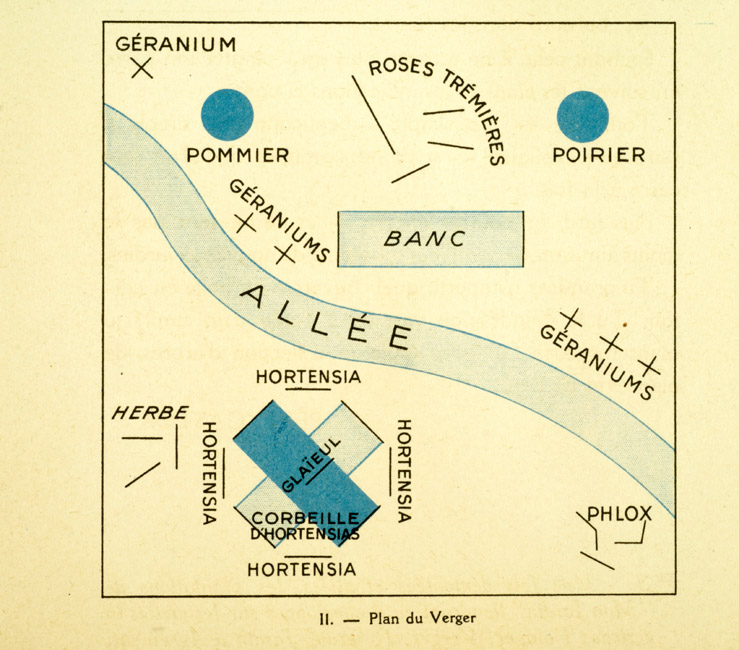 GÉRANIUM
ROSES TRÉMIÈRES
POMMIER
POIRIER
GÉRANIUMS
BANC
ALLÉE
GÉRANIUMS
HORTENSIA
HERBE
HORTENSIA
GLAÏEUL
HORTENSIA
CORBEILLE
D'HORTENSIAS
PHLOX
HORTENSIA
II. — Plan du Verger